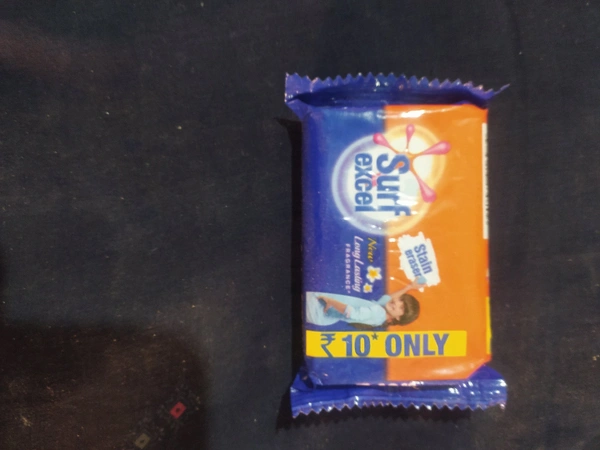 Surf
excel
Stain
eraser
New
Long Lasting
FRAGRANCE*
₹ 10* ONLY